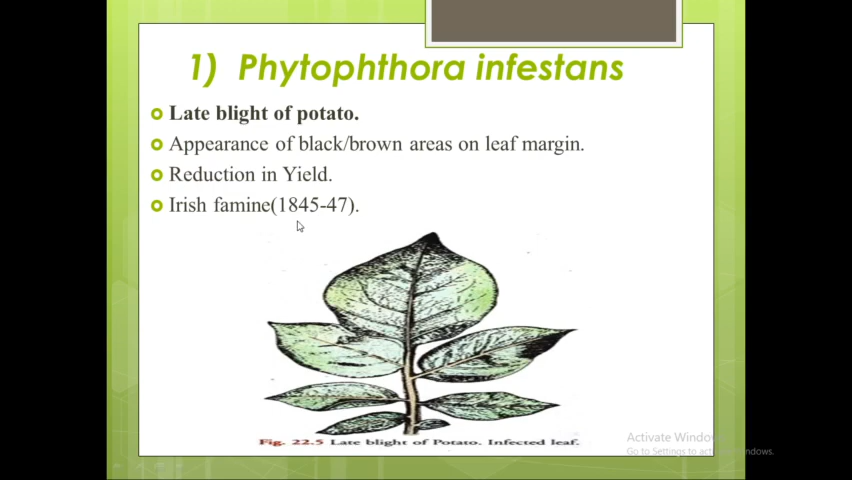 1) Phytophthora infestans
Late blight of potato.
Appearance of black/brown areas on leaf margin.
Reduction in Yield.
Irish famine(1845-47).
Fig. 22.5 Late blight of Potato. Infected leaf.
Activate Windows
Go to Settings to activate Windows.